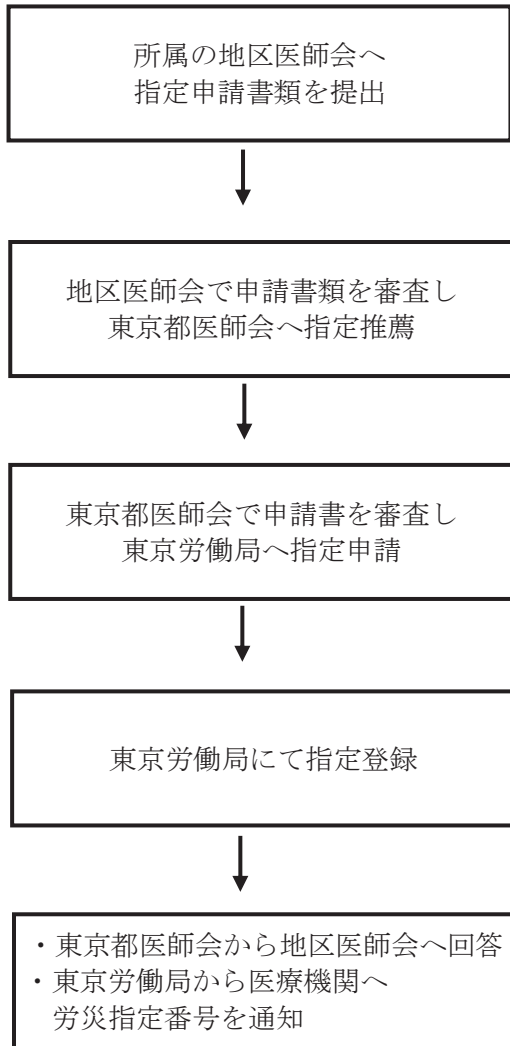 所属の地区医師会へ
指定申請書類を提出
地区医師会で申請書類を審査し
東京都医師会へ指定推薦
東京都医師会で申請書を審査し
東京労働局へ指定申請
東京労働局にて指定登録
・東京都医師会から地区医師会へ回答
・東京労働局から医療機関へ
労災指定番号を通知